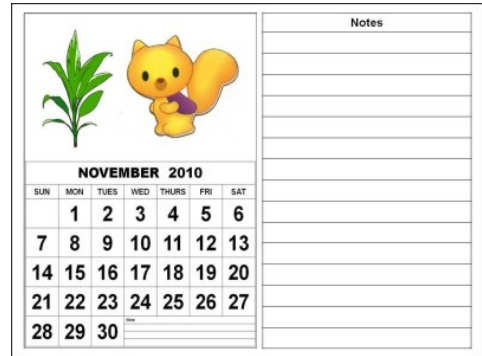 NOVEMBER 2010
SUN MON TUES WED THURS FRI SAT
1 2 3 4 5 6
7 8 9 10 11 12 13
14 15 16 17 18 19 20
21 22 23 24 25 26 27
28 29 30
Notes